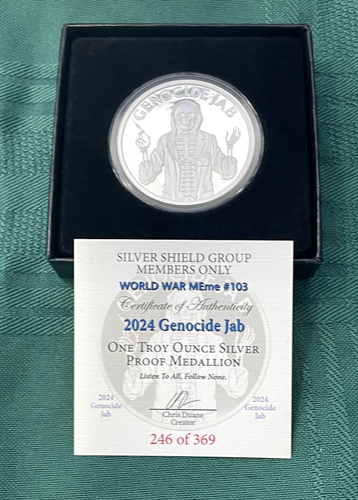 GENOCIDE JAB
SILVER SHIELD GROUP
MEMBERS ONLY
WORLD WAR MEme #103
Certificate of Authenticity
2024 Genocide Jab
ONE TROY OUNCE SILVER
PROOF MEDALLION
Listen To All, Follow None.
2024
Genocide
Jab
Chris Duane
Creator
2024
Genocide
Jab
246 of 369